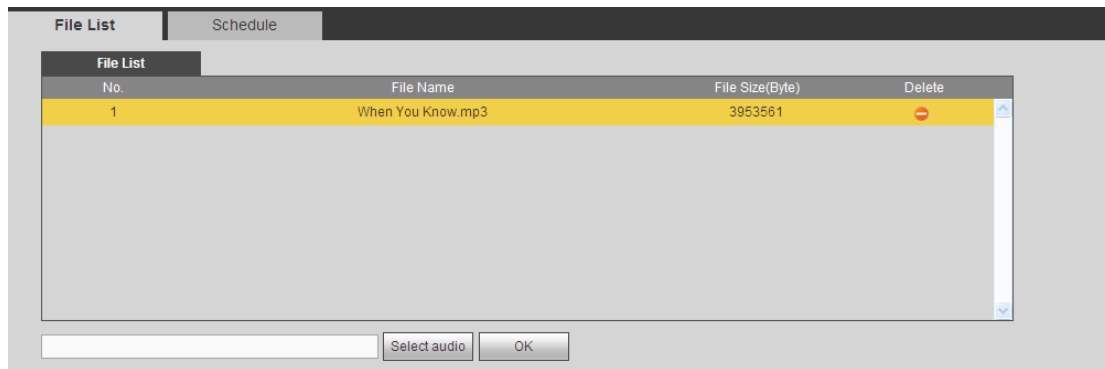 File List Schedule
File List
No. File Name File Size(Byte) Delete
1 When You Know.mp3 3953561
Select audio OK